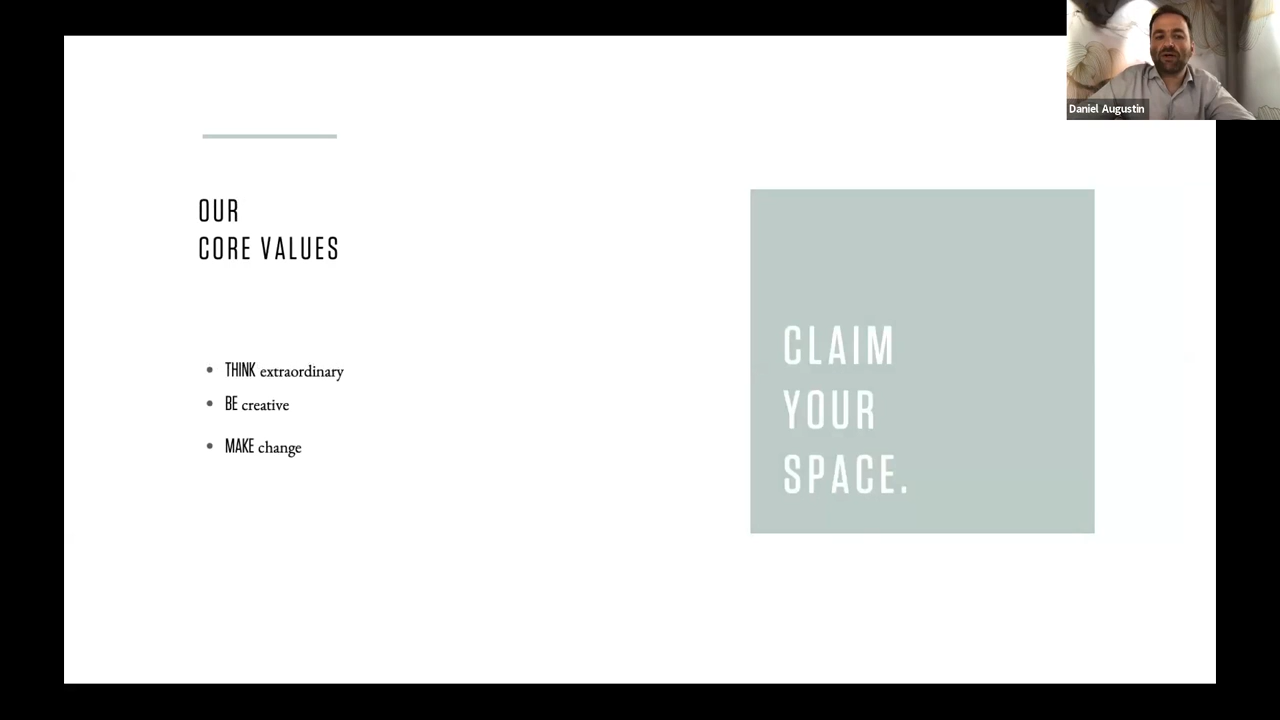 Daniel Augustin
OUR
CORE VALUES
THINK extraordinary
BE creative
MAKE change
CLAIM
YOUR
SPACE.